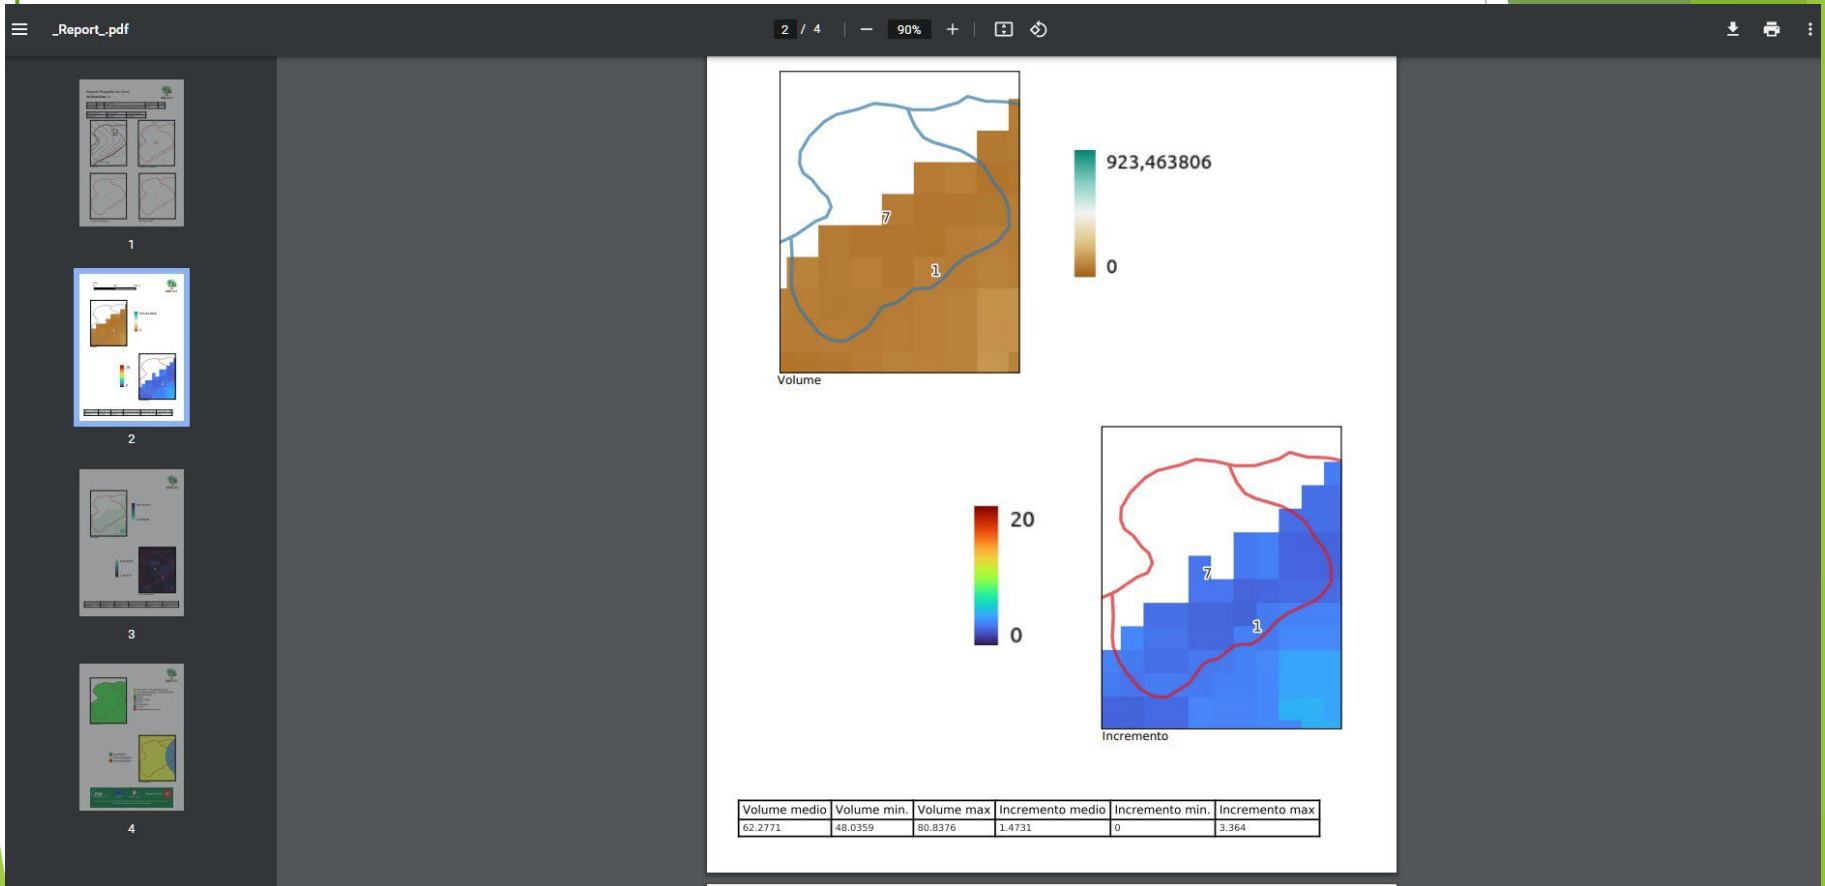 _Report_.pdf
2 / 4
90%
1
2
3
4
923,463806
0
7
1
Volume
20
0
7
1
Incremento
Volume medio Volume min. Volume max Incremento medio Incremento min. Incremento max
62.2771 48.0359 80.8376 1.4731 0 3.364